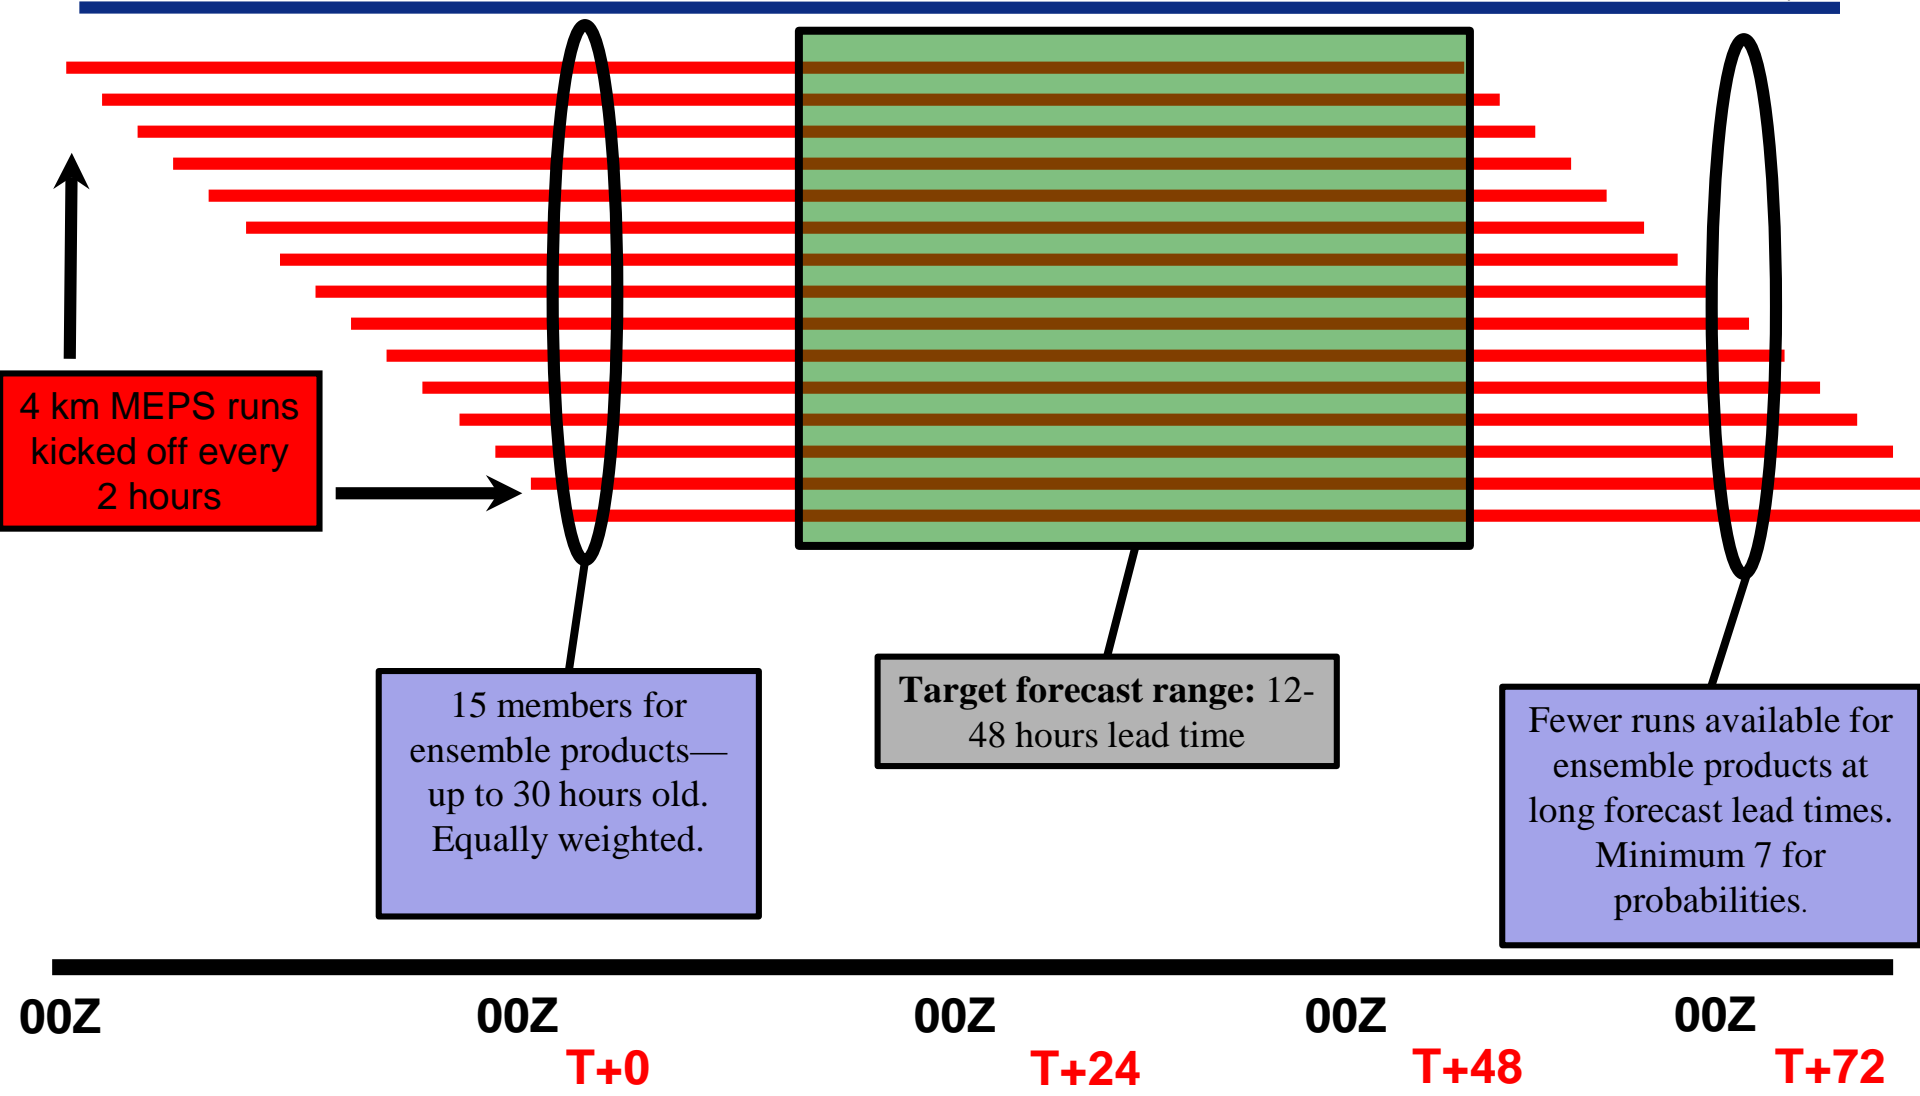 4 km MEPS runs
kicked off every
2 hours
15 members for
ensemble products—
up to 30 hours old.
Equally weighted.
Target forecast range: 12-
48 hours lead time
Fewer runs available for
ensemble products at
long forecast lead times.
Minimum 7 for
probabilities.
00Z 00Z 00Z 00Z 00Z
T+0 T+24 T+48 T+72